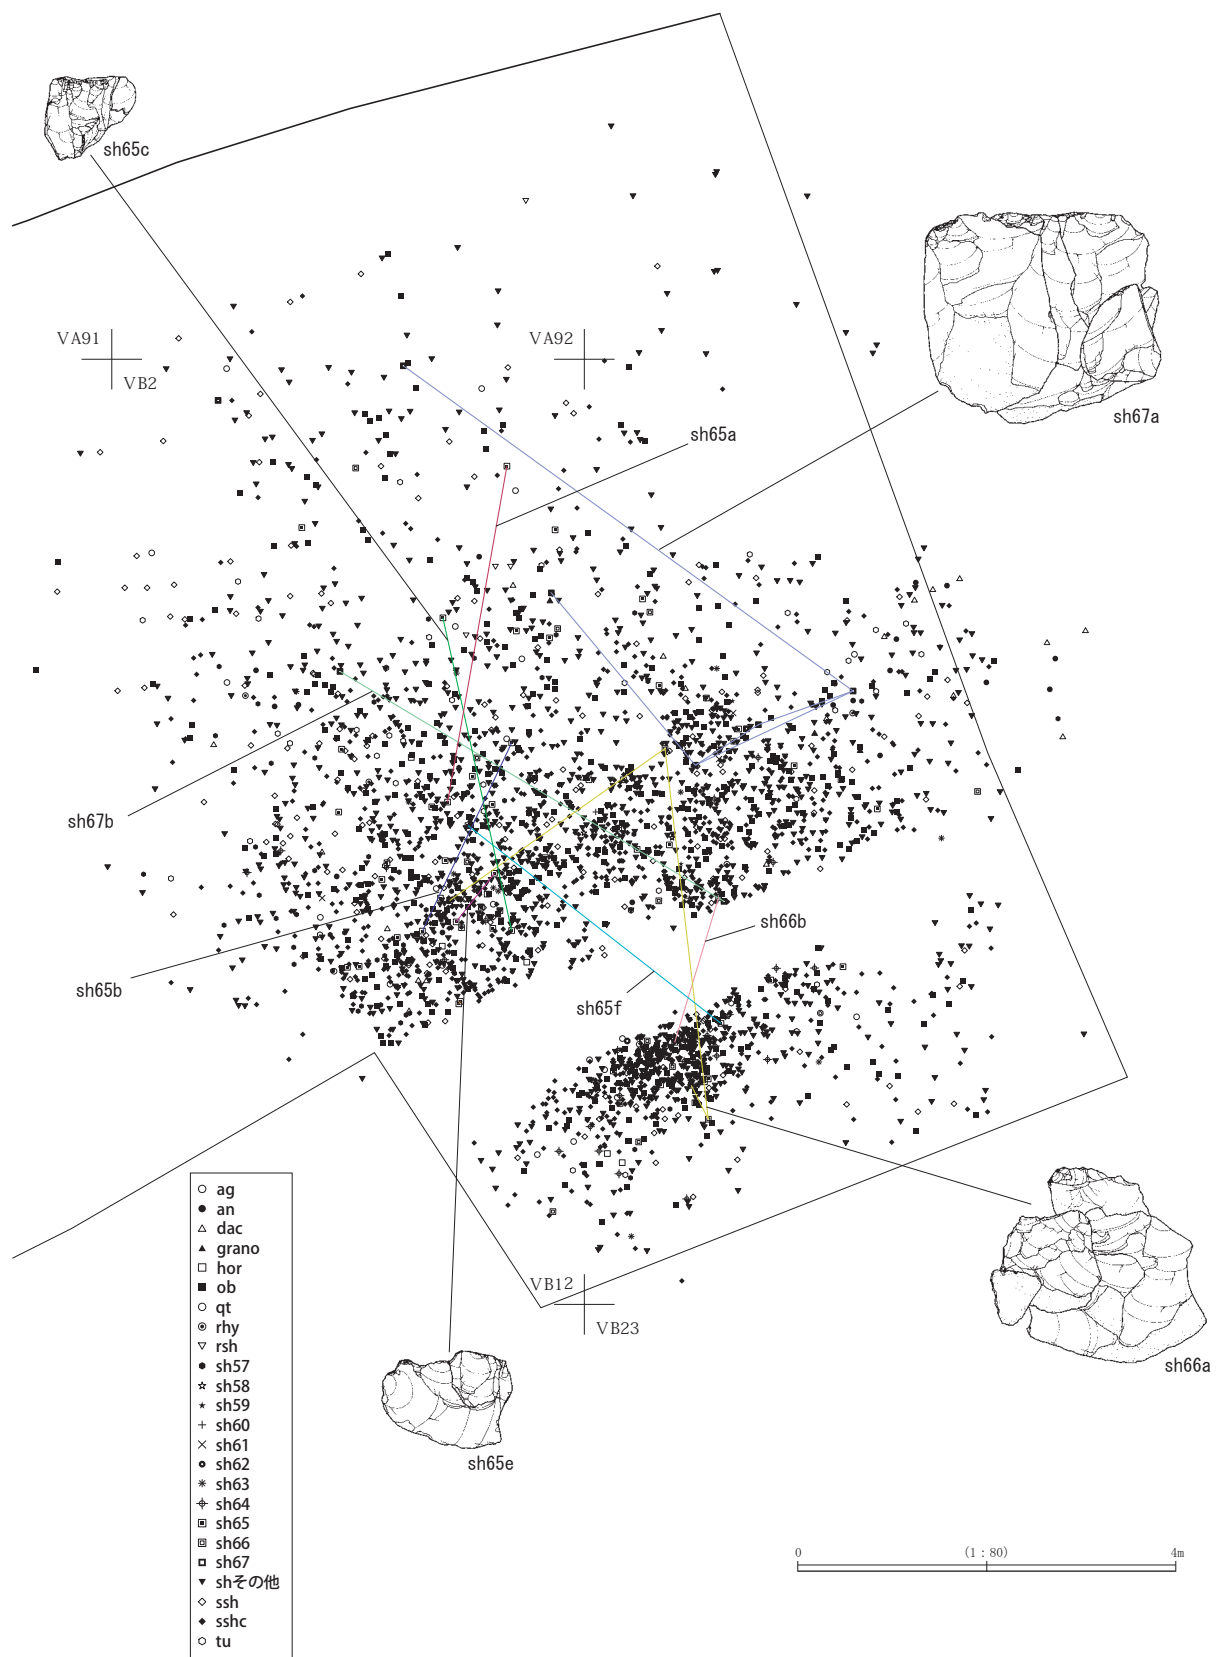 sh65c
sh67a
VA91
VB2
VA92
sh65a
sh67b
sh66b
sh65b
sh65f
VB12
VB23
sh66a
sh65e
ag
an
dac
grano
hor
ob
qt
rhy
rsh
sh57
sh58
sh59
sh60
sh61
sh62
sh63
sh64
sh65
sh66
sh67
shその他
ssh
sshc
tu
0 (1：80) 4m